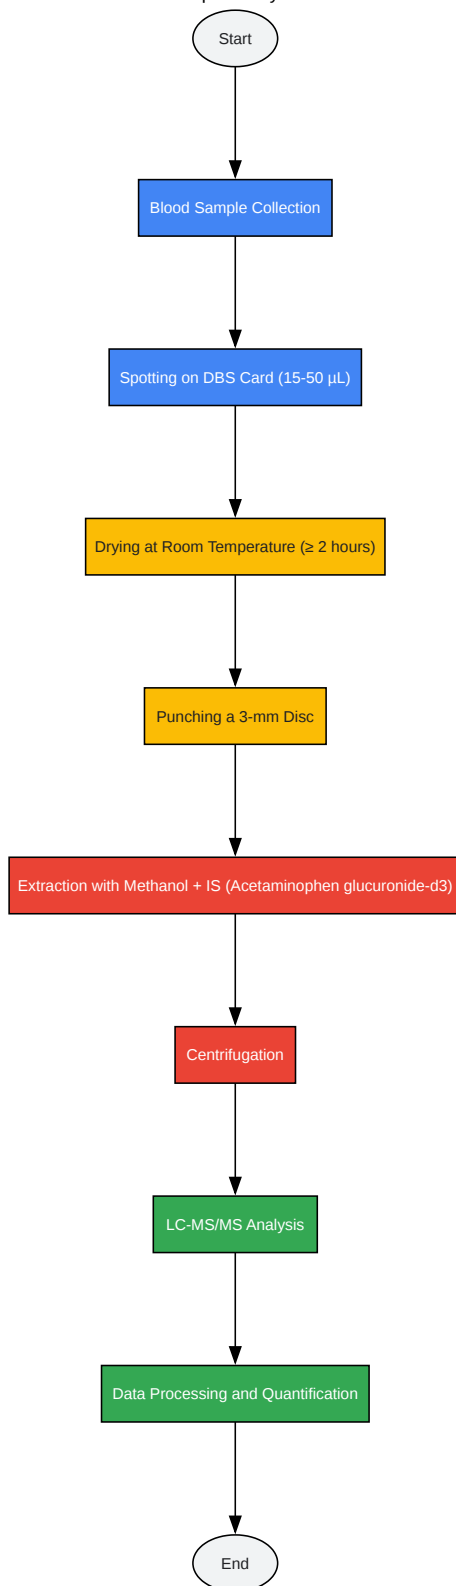 Start
Blood Sample Collection
Spotting on DBS Card (15-50 µL)
Drying at Room Temperature (≥ 2 hours)
Punching a 3-mm Disc
Extraction with Methanol + IS (Acetaminophen glucuronide-d3)
Centrifugation
LC-MS/MS Analysis
Data Processing and Quantification
End